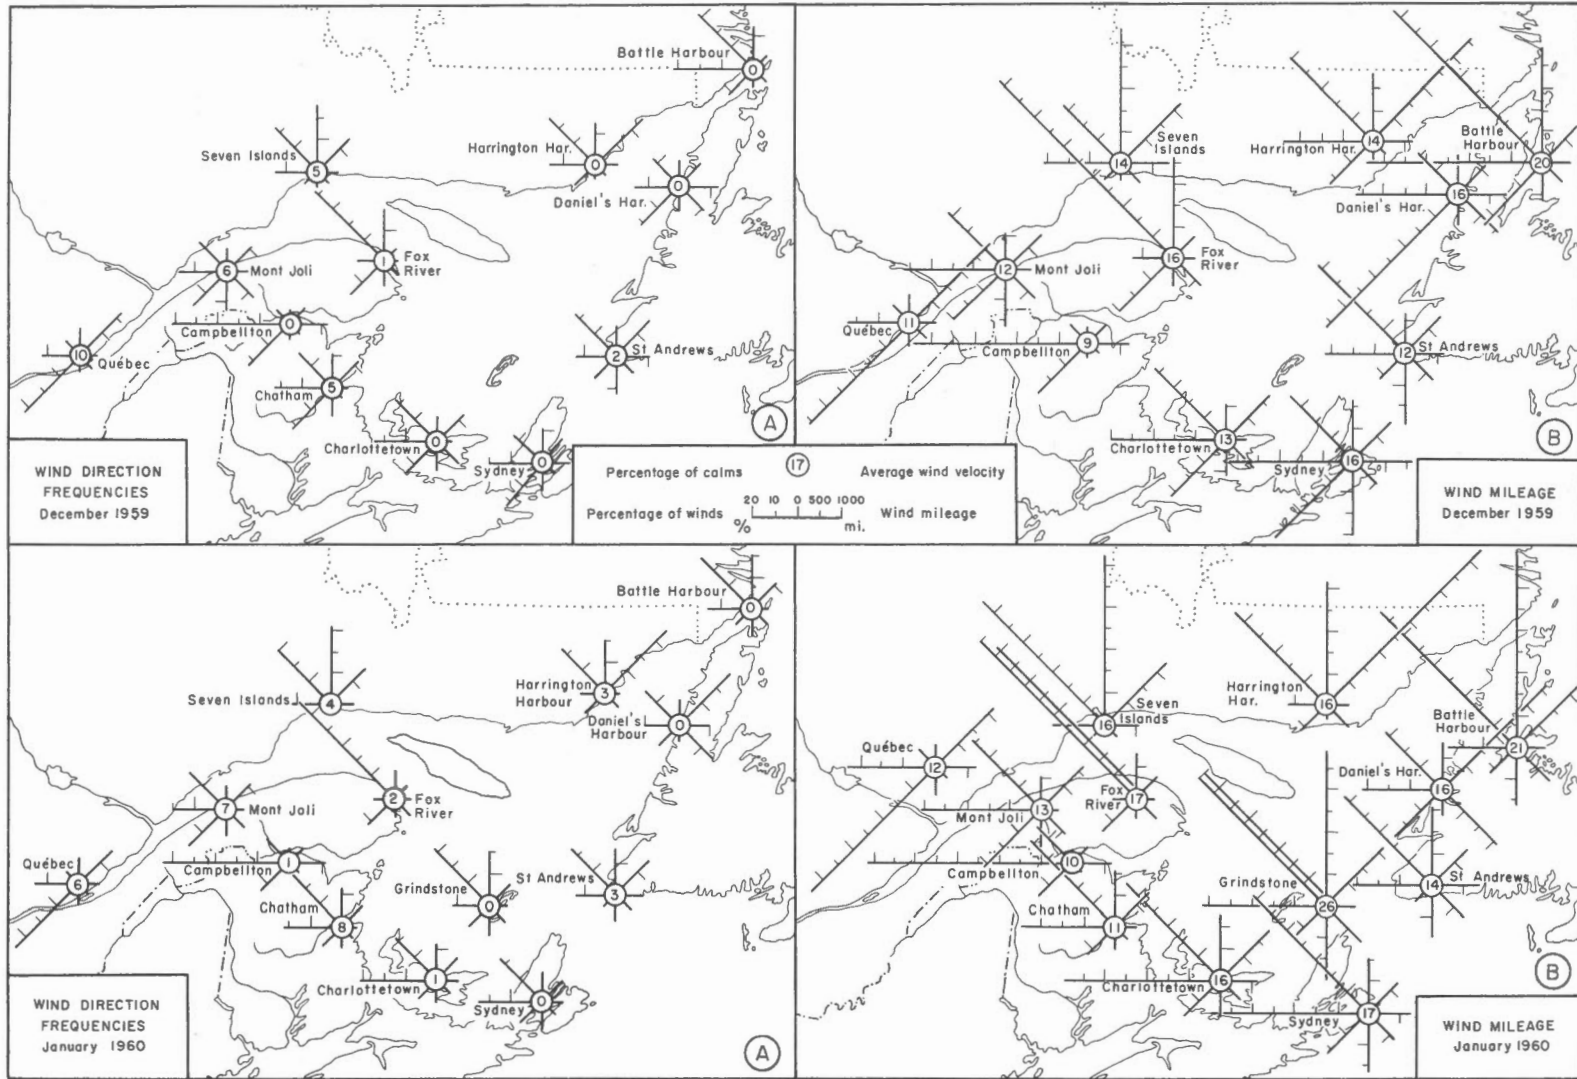 Battle Harbour
0
Seven Islands
5
Harrington Har.
0
Daniel's Har.
0
Mont Joli
6
Fox
River
1
Campbellton
0
Québec
10
St Andrews
2
Chatham
5
Charlottetown
0
Sydney
0
A
WIND DIRECTION
FREQUENCIES
December 1959
Seven
Islands
14
Harrington Har.
14
Battle
Harbour
20
Daniel's Har.
16
Mont Joli
12
Fox
River
16
Québec
11
Campbellton
9
St Andrews
12
Charlottetown
13
Sydney
16
B
WIND MILEAGE
December 1959
Percentage of calms
17
Average wind velocity
20 10 0 500 1000
Percentage of winds % mi. Wind mileage
Battle Harbour
0
Seven Islands
4
Harrington
Harbour
3
Daniel's
Harbour
0
Mont Joli
7
Fox
River
2
Québec
6
Campbellton
1
Grindstone
0
St Andrews
3
Chatham
8
Charlottetown
1
Sydney
0
A
WIND DIRECTION
FREQUENCIES
January 1960
Seven
Islands
16
Harrington
Har.
16
Battle
Harbour
21
Québec
12
Daniel's Har.
16
Fox
River
17
Mont Joli
13
Campbellton
10
Grindstone
26
St Andrews
14
Chatham
11
Charlottetown
16
Sydney
17
B
WIND MILEAGE
January 1960